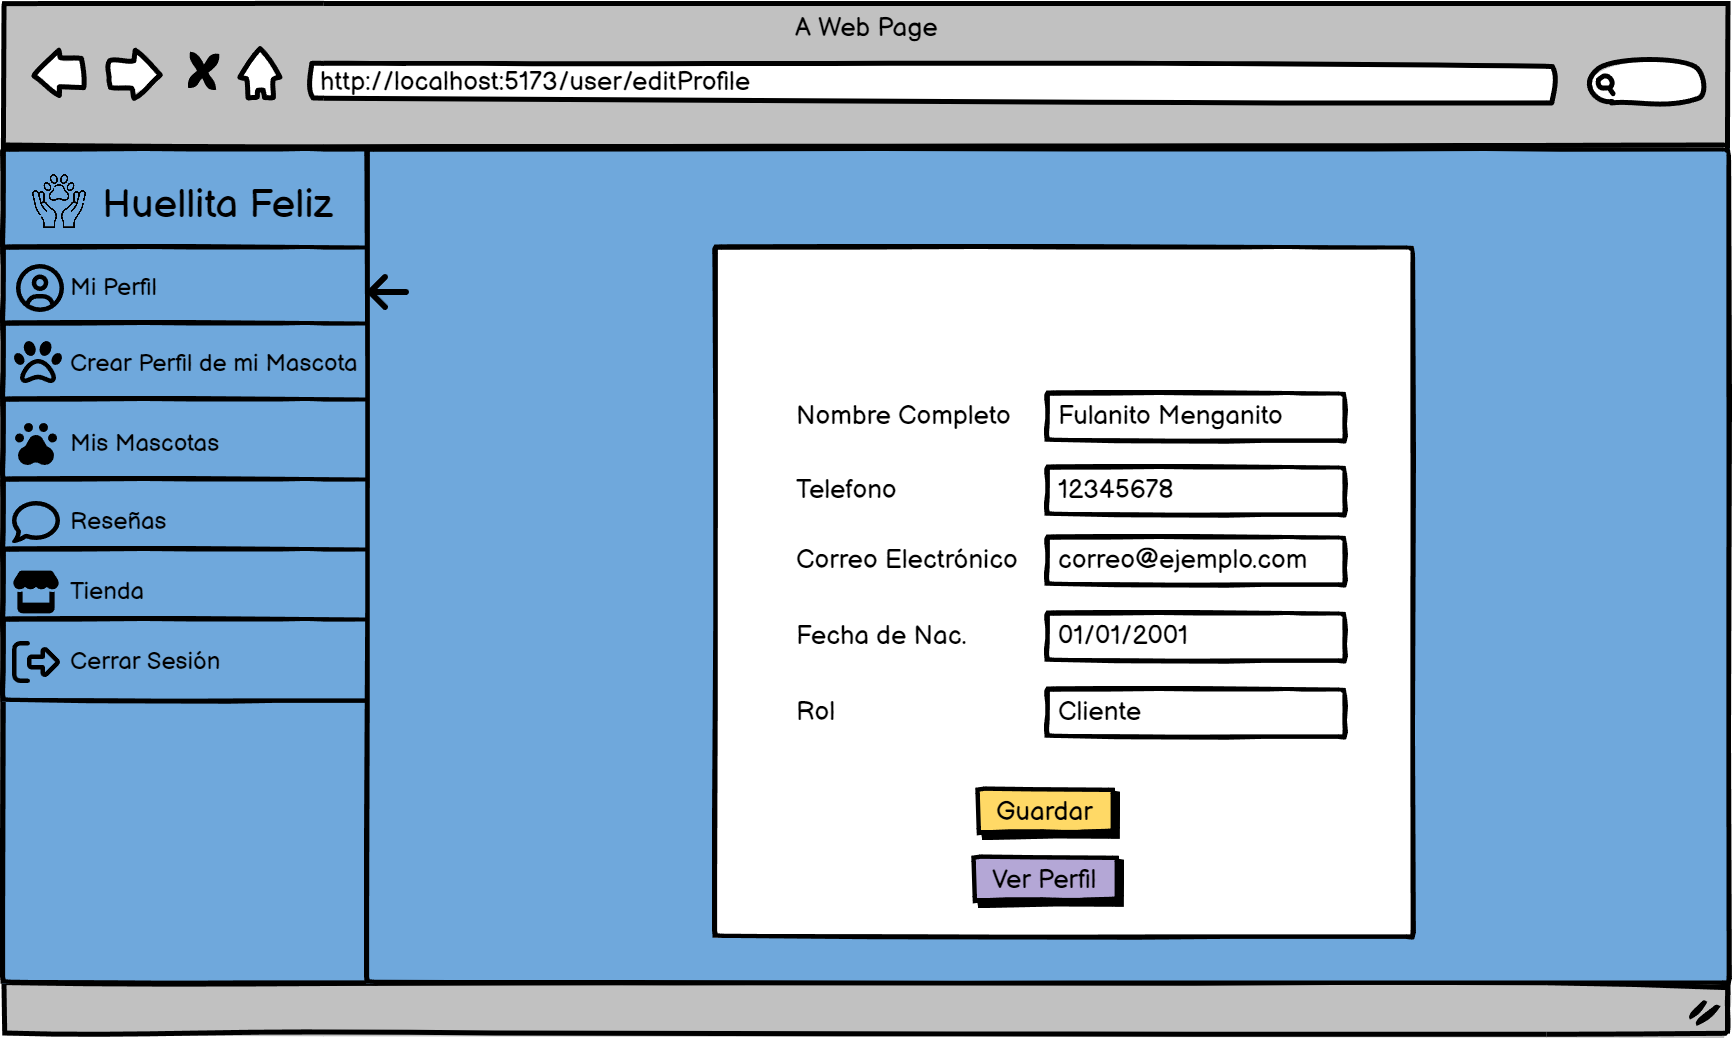 A Web Page
http://localhost:5173/user/editProfile
Huellita Feliz
Mi Perfil
Crear Perfil de mi Mascota
Mis Mascotas
Reseñas
Tienda
Cerrar Sesión
Nombre Completo Fulanito Menganito
Telefono 12345678
Correo Electrónico correo@ejemplo.com
Fecha de Nac. 01/01/2001
Rol Cliente
Guardar
Ver Perfil